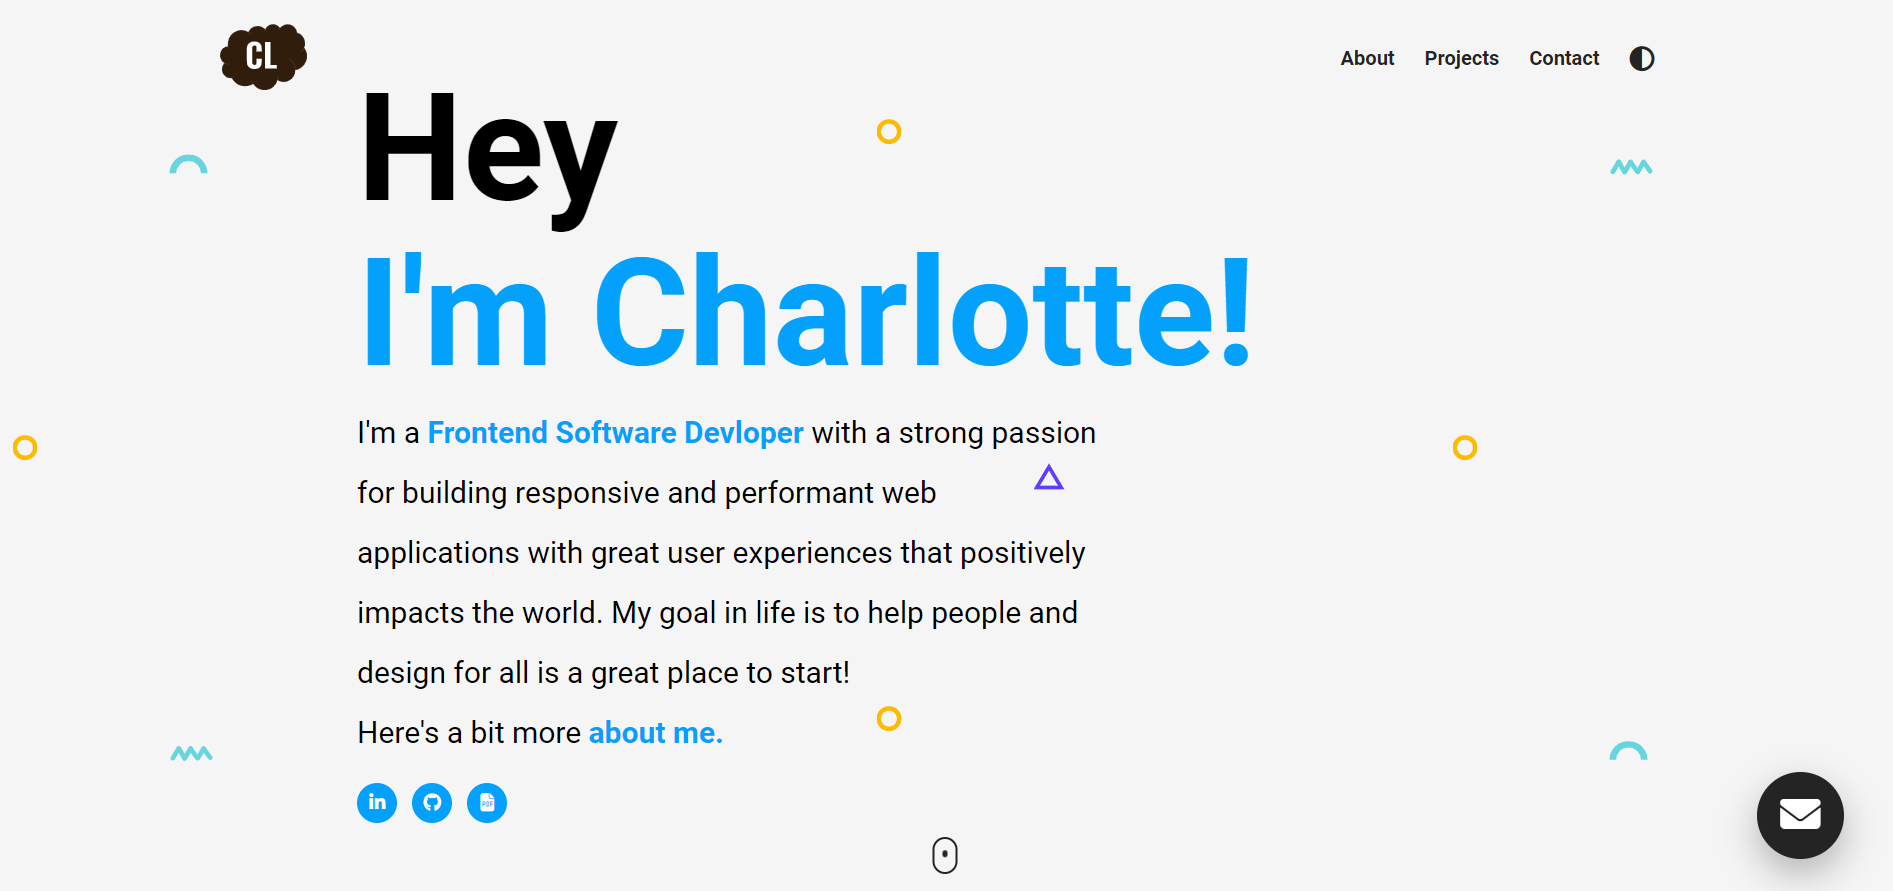 CL
About Projects Contact
Hey
I'm Charlotte!
I'm a Frontend Software Devloper with a strong passion
for building responsive and performant web
applications with great user experiences that positively
impacts the world. My goal in life is to help people and
design for all is a great place to start!
Here's a bit more about me.
in PDF